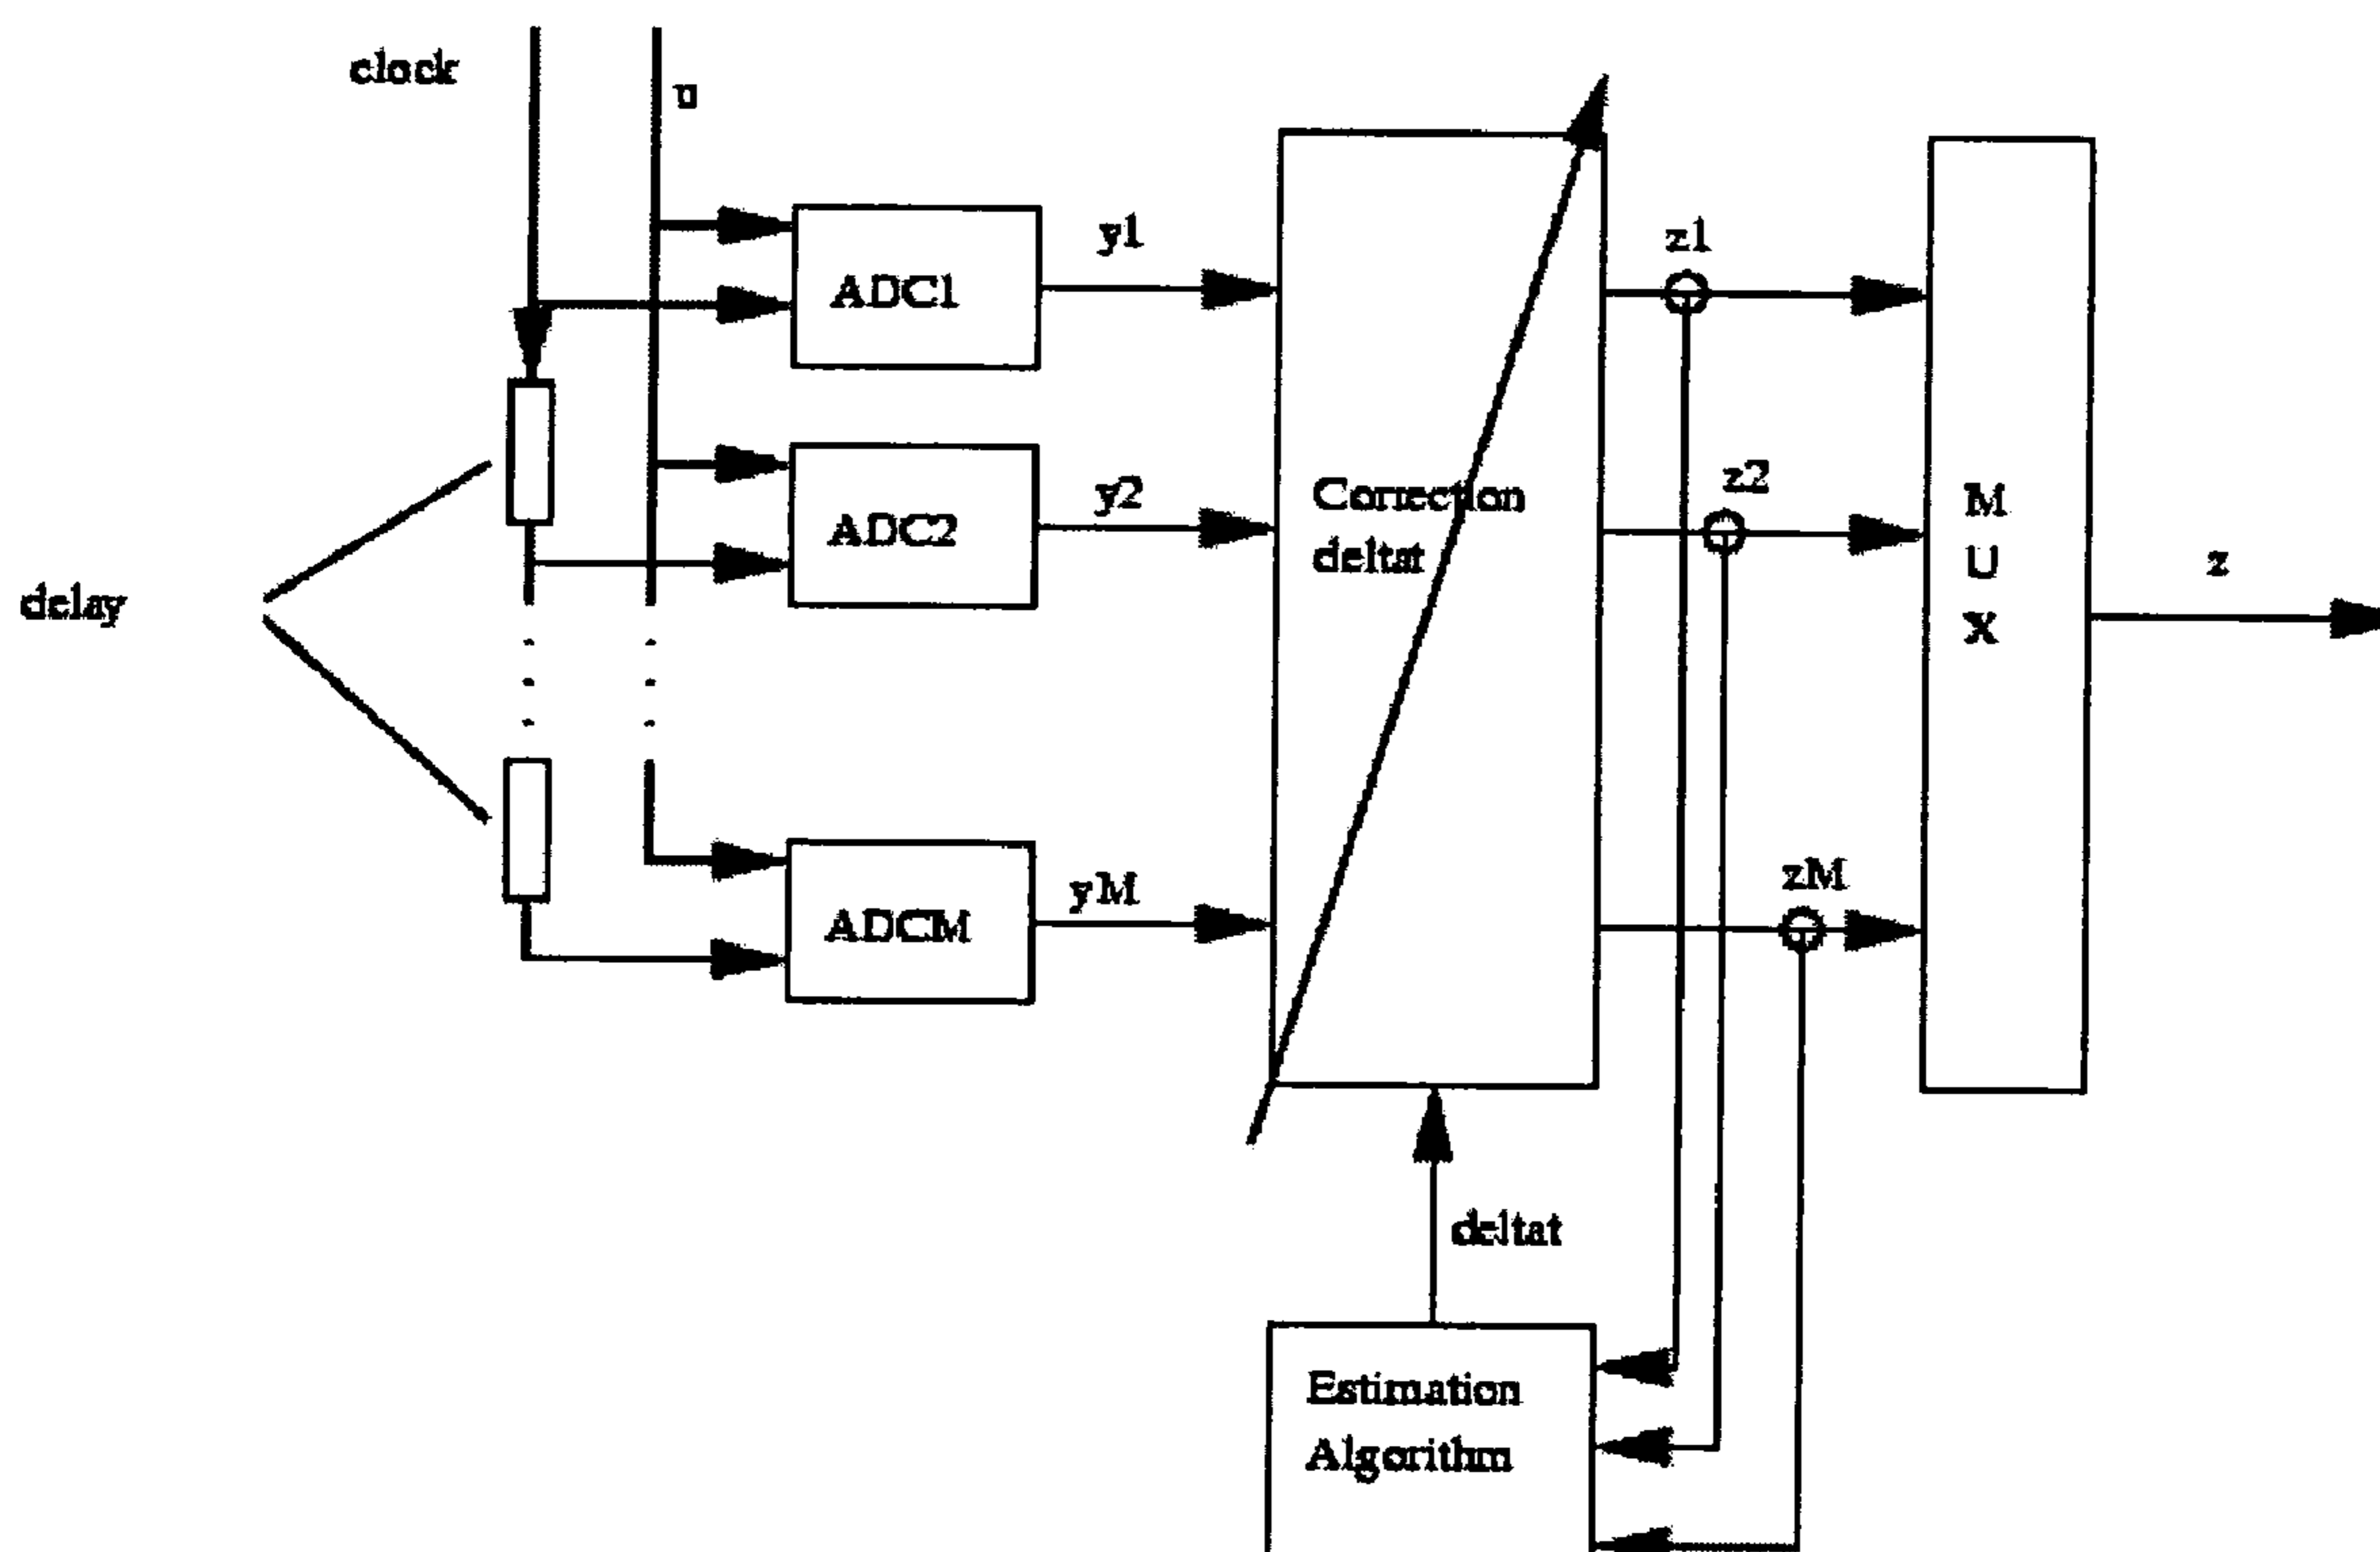 clock
u
ADC1
y1
z1
ADC2
y2
Correction
deltat
z2
M
U
X
z
delay
ADCM
yM
zM
deltat
Estimation
Algorithm